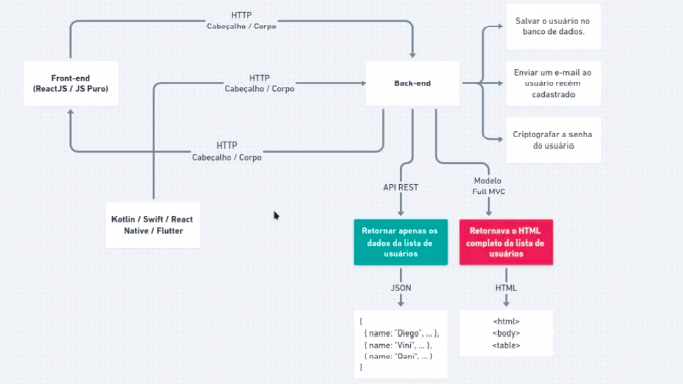 HTTP
Cabeçalho / Corpo
Salvar o usuário no
banco de dados.
Front-end
(ReactJS / JS Puro)
HTTP
Cabeçalho / Corpo
Back-end
Enviar um e-mail ao
usuário recém
cadastrado
HTTP
Cabeçalho / Corpo
Criptografar a senha
do usuário
API REST
Modelo
Full MVC
Kotlin / Swift / React
Native / Flutter
Retornar apenas os
dados da lista de
usuários
Retornava o HTML
completo da lista de
usuários
JSON
HTML
[
{ name: "Diego", ... },
{ name: "Vini", ... },
{ name: "Dani", ... }
]
<html>
<body>
<table>